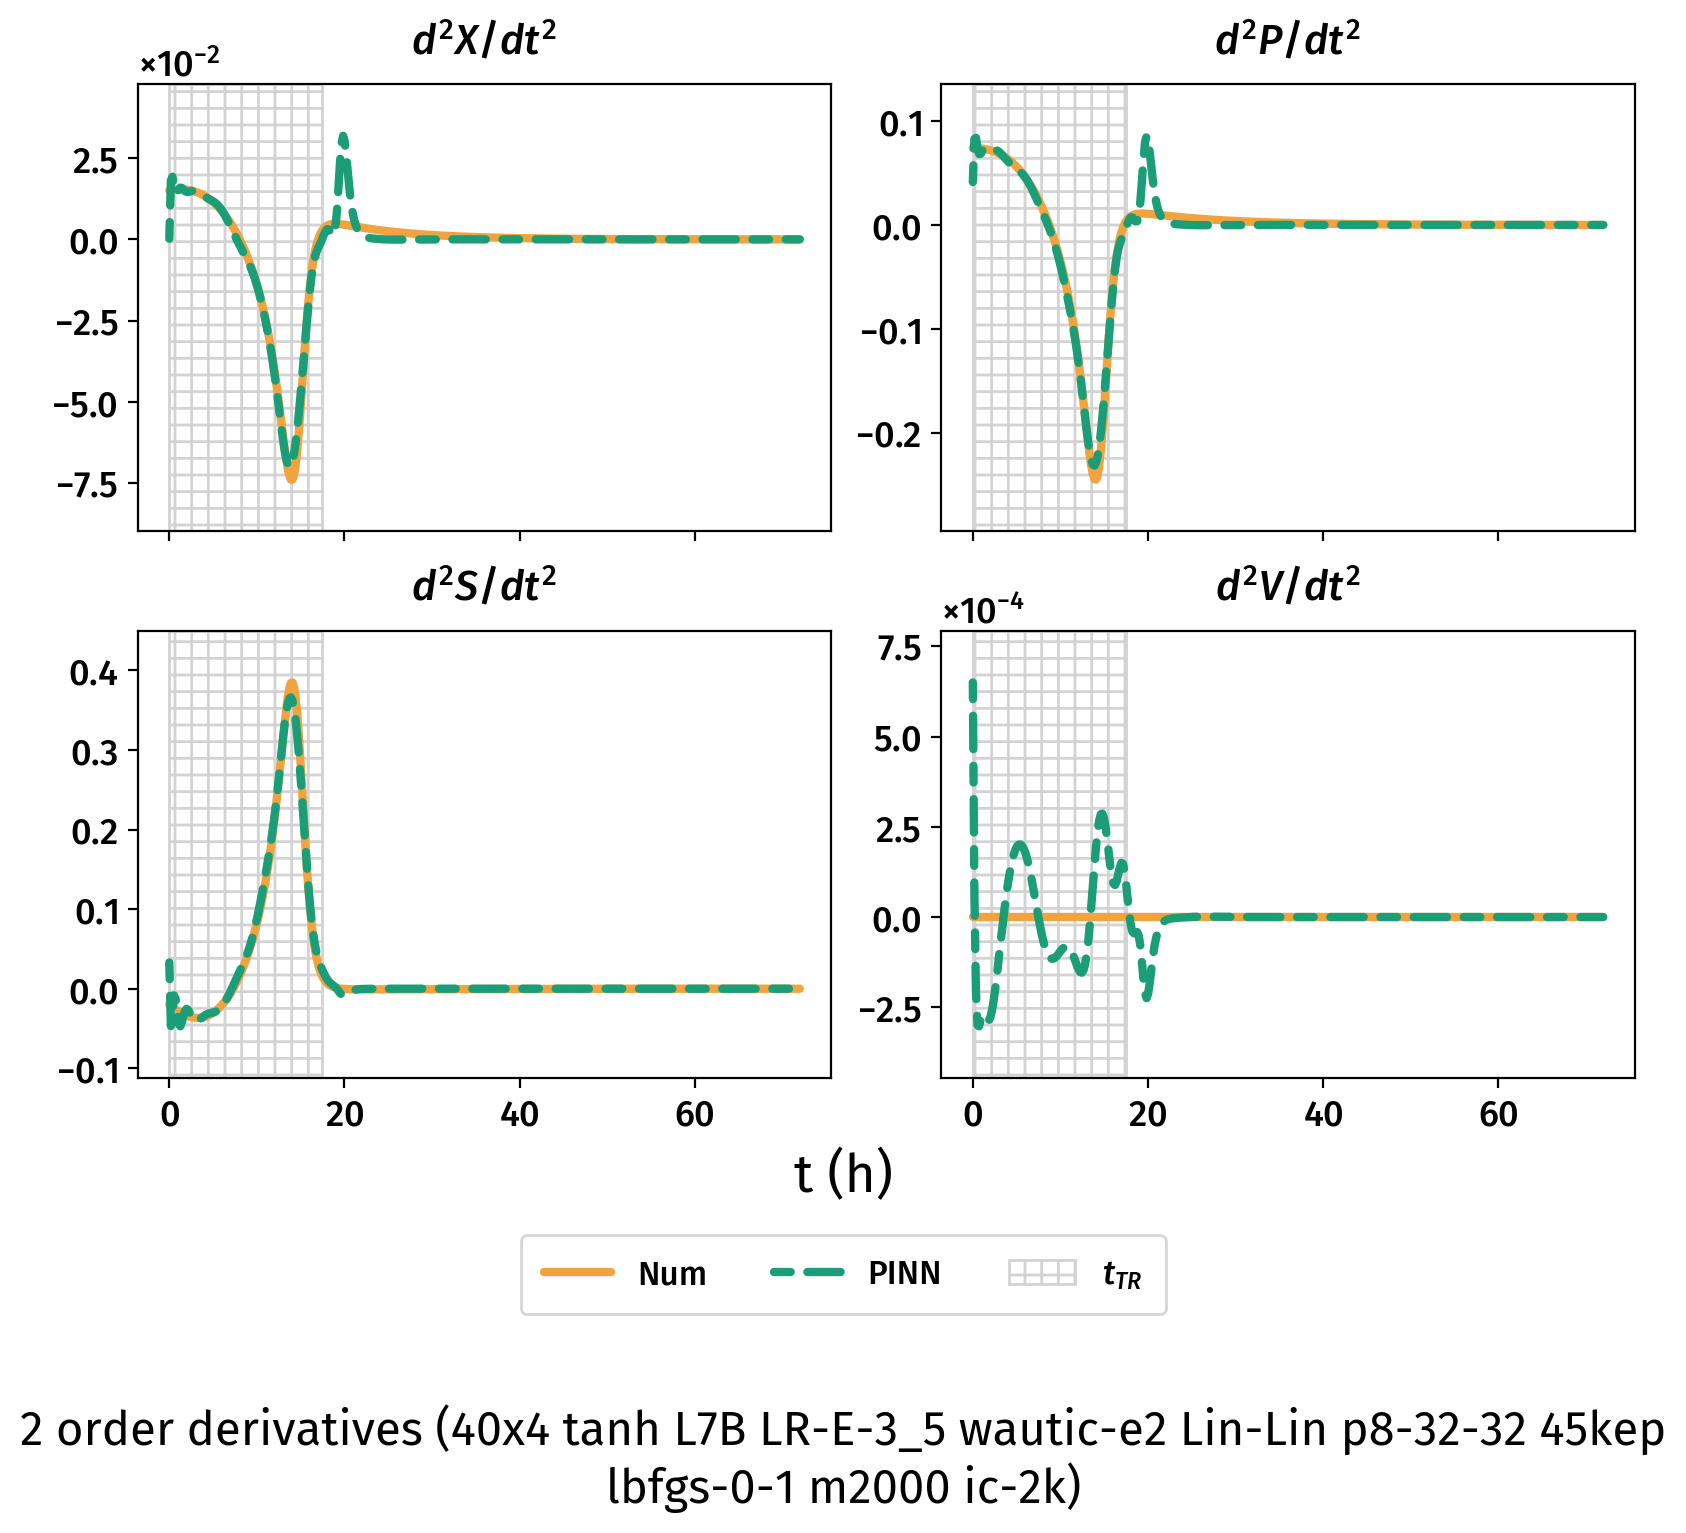 d²X/dt²
×10⁻²
2.5
0.0
−2.5
−5.0
−7.5
d²P/dt²
0.1
0.0
−0.1
−0.2
d²S/dt²
0.4
0.3
0.2
0.1
0.0
−0.1
0 20 40 60
d²V/dt²
×10⁻⁴
7.5
5.0
2.5
0.0
−2.5
0 20 40 60
t (h)
Num PINN t_TR
2 order derivatives (40x4 tanh L7B LR-E-3_5 wautic-e2 Lin-Lin p8-32-32 45kep
lbfgs-0-1 m2000 ic-2k)